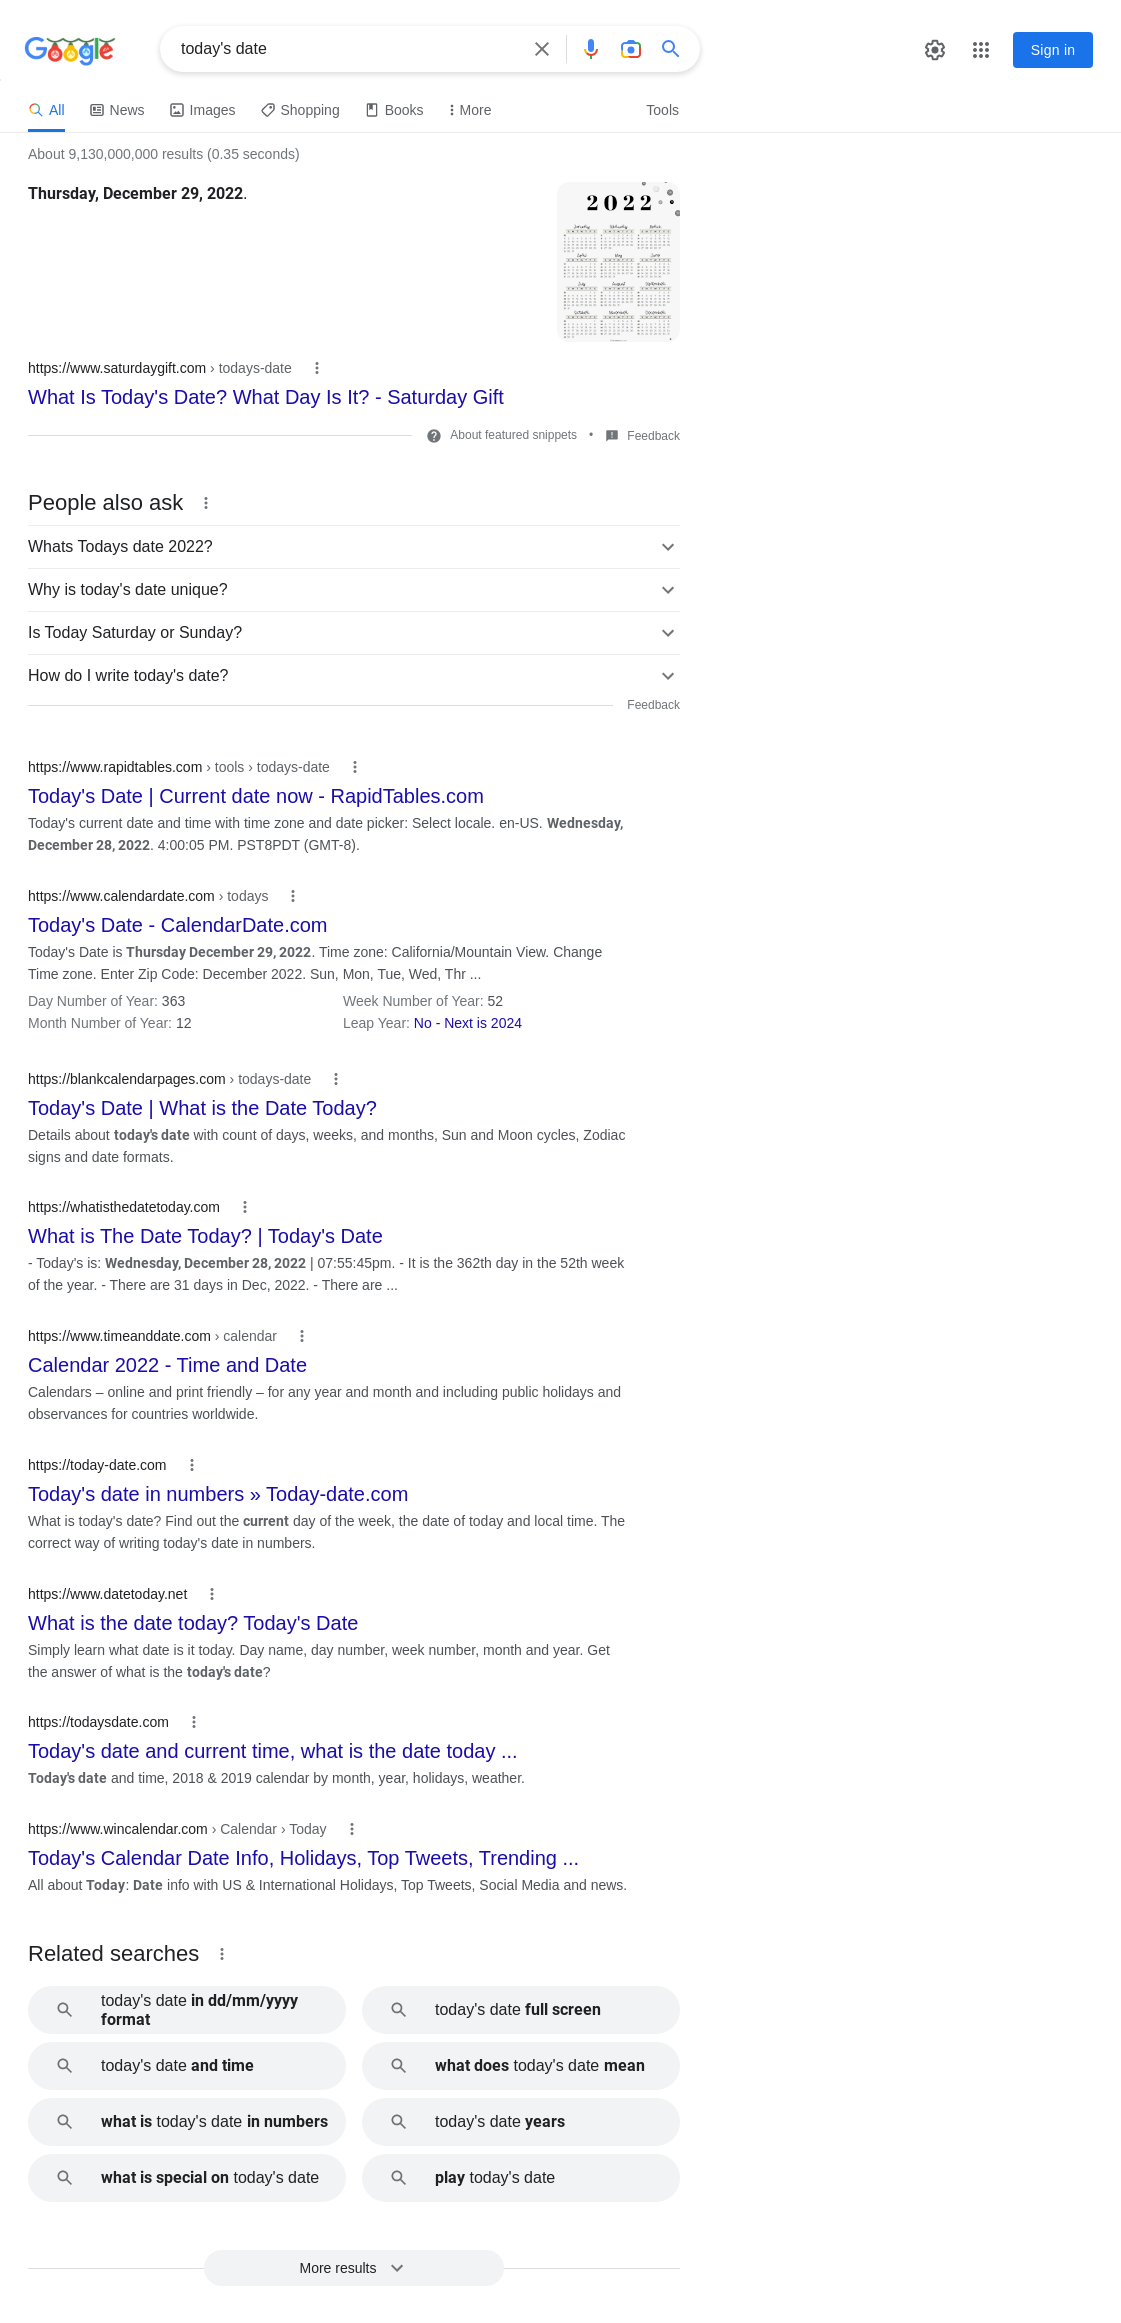 Google
today's date
Sign in
All
News
Images
Shopping
Books
More
Tools
About 9,130,000,000 results (0.35 seconds)
Thursday, December 29, 2022.
2022
https://www.saturdaygift.com › todays-date
What Is Today's Date? What Day Is It? - Saturday Gift
About featured snippets • Feedback
People also ask
Whats Todays date 2022?
Why is today's date unique?
Is Today Saturday or Sunday?
How do I write today's date?
Feedback
https://www.rapidtables.com › tools › todays-date
Today's Date | Current date now - RapidTables.com
Today's current date and time with time zone and date picker: Select locale. en-US. Wednesday,
December 28, 2022. 4:00:05 PM. PST8PDT (GMT-8).
https://www.calendardate.com › todays
Today's Date - CalendarDate.com
Today's Date is Thursday December 29, 2022. Time zone: California/Mountain View. Change
Time zone. Enter Zip Code: December 2022. Sun, Mon, Tue, Wed, Thr ...
Day Number of Year: 363
Week Number of Year: 52
Month Number of Year: 12
Leap Year: No - Next is 2024
https://blankcalendarpages.com › todays-date
Today's Date | What is the Date Today?
Details about today's date with count of days, weeks, and months, Sun and Moon cycles, Zodiac
signs and date formats.
https://whatisthedatetoday.com
What is The Date Today? | Today's Date
- Today's is: Wednesday, December 28, 2022 | 07:55:45pm. - It is the 362th day in the 52th week
of the year. - There are 31 days in Dec, 2022. - There are ...
https://www.timeanddate.com › calendar
Calendar 2022 - Time and Date
Calendars – online and print friendly – for any year and month and including public holidays and
observances for countries worldwide.
https://today-date.com
Today's date in numbers » Today-date.com
What is today's date? Find out the current day of the week, the date of today and local time. The
correct way of writing today's date in numbers.
https://www.datetoday.net
What is the date today? Today's Date
Simply learn what date is it today. Day name, day number, week number, month and year. Get
the answer of what is the today's date?
https://todaysdate.com
Today's date and current time, what is the date today ...
Today's date and time, 2018 & 2019 calendar by month, year, holidays, weather.
https://www.wincalendar.com › Calendar › Today
Today's Calendar Date Info, Holidays, Top Tweets, Trending ...
All about Today: Date info with US & International Holidays, Top Tweets, Social Media and news.
Related searches
today's date in dd/mm/yyyy
format
today's date full screen
today's date and time
what does today's date mean
what is today's date in numbers
today's date years
what is special on today's date
play today's date
More results